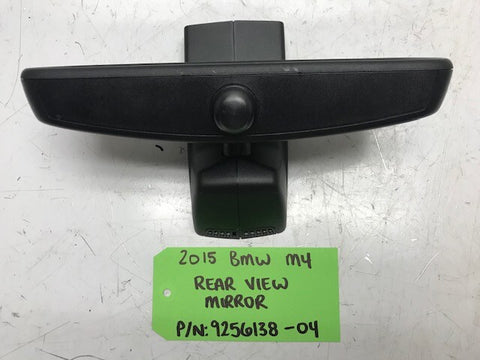 2015 BMW M4
REAR VIEW
MIRROR
P/N: 9256138-04